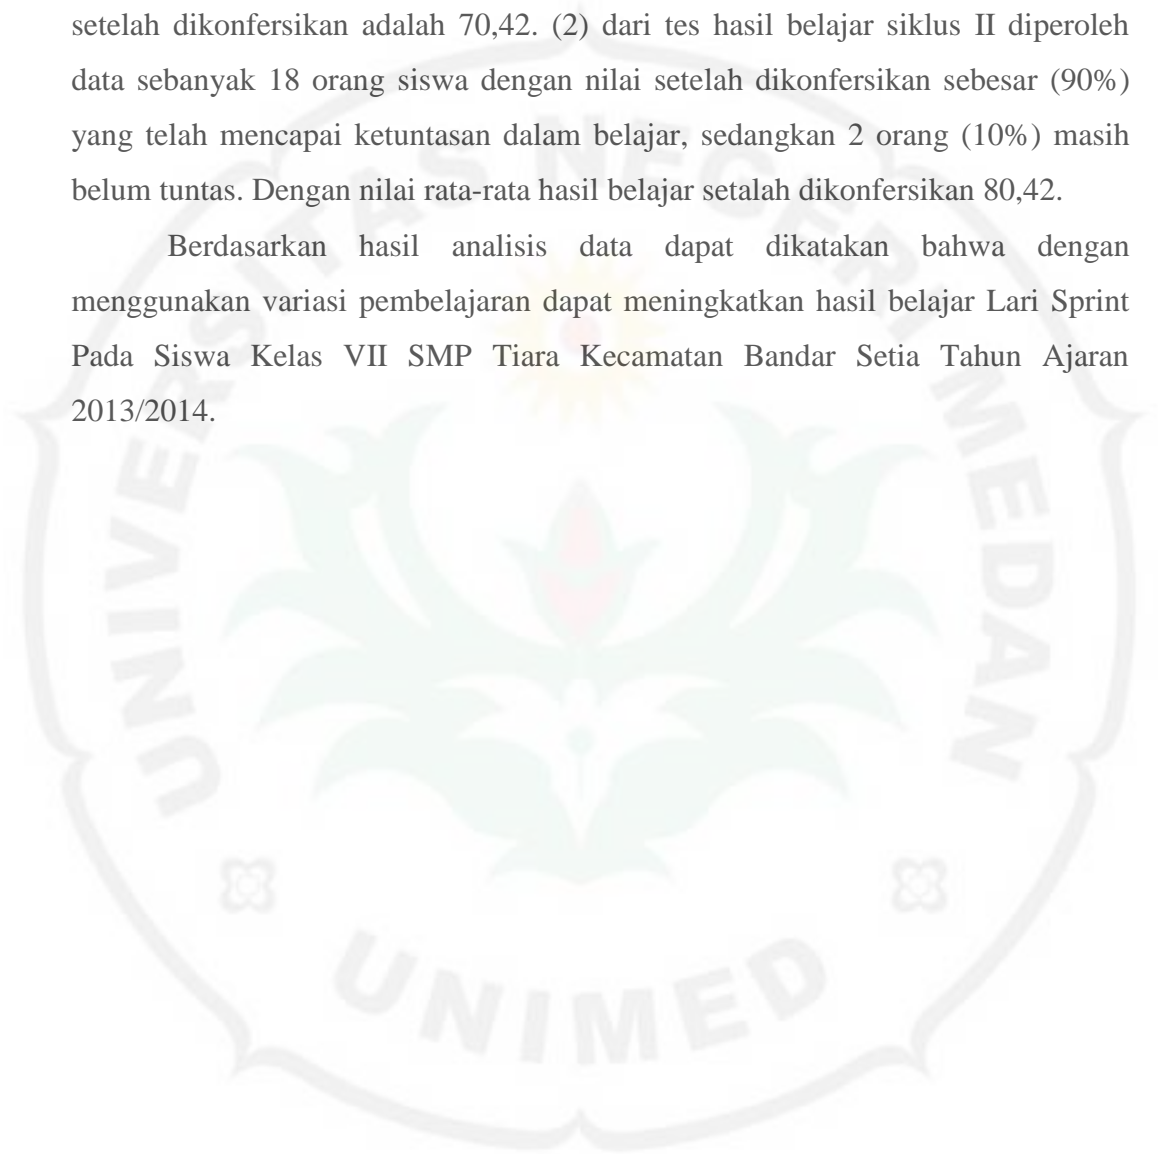 setelah dikonfersikan adalah 70,42. (2) dari tes hasil belajar siklus II diperoleh
data sebanyak 18 orang siswa dengan nilai setelah dikonfersikan sebesar (90%)
yang telah mencapai ketuntasan dalam belajar, sedangkan 2 orang (10%) masih
belum tuntas. Dengan nilai rata-rata hasil belajar setalah dikonfersikan 80,42.
Berdasarkan hasil analisis data dapat dikatakan bahwa dengan
menggunakan variasi pembelajaran dapat meningkatkan hasil belajar Lari Sprint
Pada Siswa Kelas VII SMP Tiara Kecamatan Bandar Setia Tahun Ajaran
2013/2014.
UNIVERSITAS NEGERI MEDAN
UNIMED